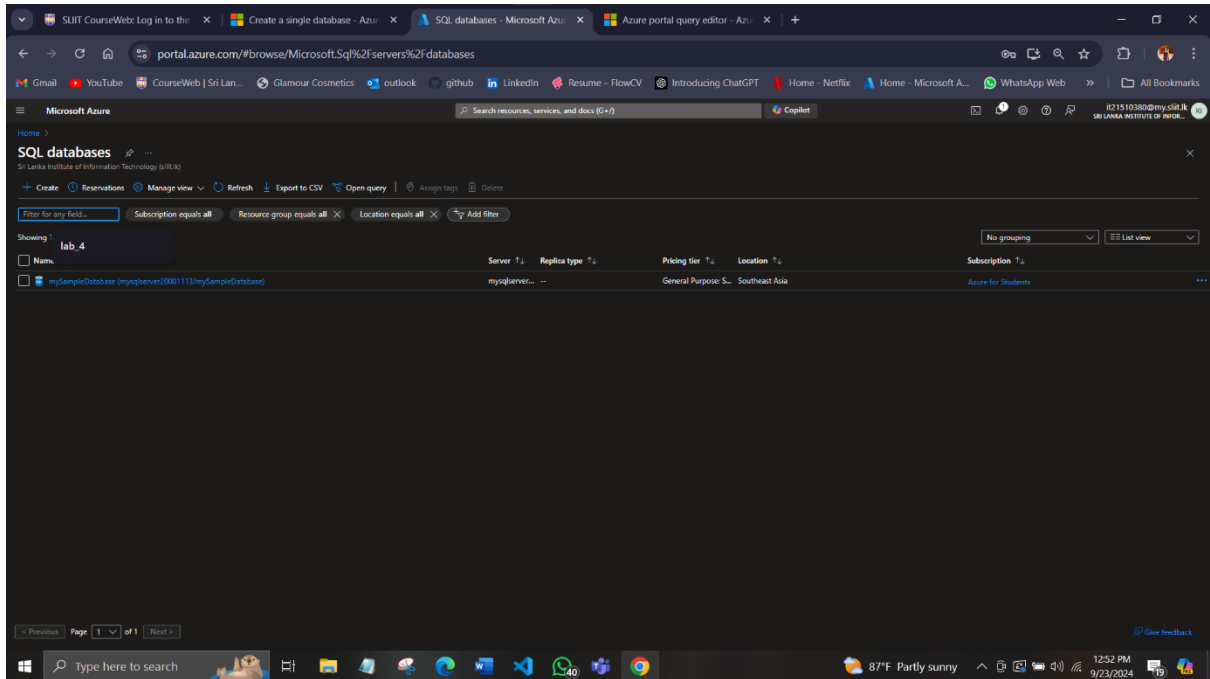 SLIIT CourseWeb: Log in to the
Create a single database - Azur
SQL databases - Microsoft Azur
Azure portal query editor - Azu
portal.azure.com/#browse/Microsoft.Sql%2Fservers%2Fdatabases
Gmail YouTube CourseWeb | Sri Lan... Glamour Cosmetics outlook github LinkedIn Resume – FlowCV Introducing ChatGPT Home - Netflix Home - Microsoft A... WhatsApp Web » All Bookmarks
Microsoft Azure Search resources, services, and docs (G+/) Copilot it21510380@my.sliit.lk
SRI LANKA INSTITUTE OF INFOR...
Home >
SQL databases ...
Sri Lanka Institute of Information Technology (sliit.lk)
+ Create Reservations Manage view Refresh Export to CSV Open query Assign tags Delete
Filter for any field... Subscription equals all Resource group equals all Location equals all Add filter
Showing No grouping List view
lab_4
Name Server Replica type Pricing tier Location Subscription
mySampleDatabase (mysqlserver20001113/mySampleDatabase) mysqlserver... -- General Purpose: S... Southeast Asia Azure for Students ...
< Previous Page 1 of 1 Next > Give feedback
Type here to search 40 87°F Partly sunny 12:52 PM
9/23/2024 19